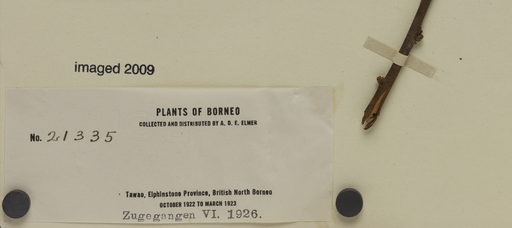 imaged 2009
PLANTS OF BORNEO
COLLECTED AND DISTRIBUTED BY A. D. E. ELMER
No. 21335
Tawao, Elphinstone Province, British North Borneo
OCTOBER 1922 TO MARCH 1923
Zugegangen VI. 1926.